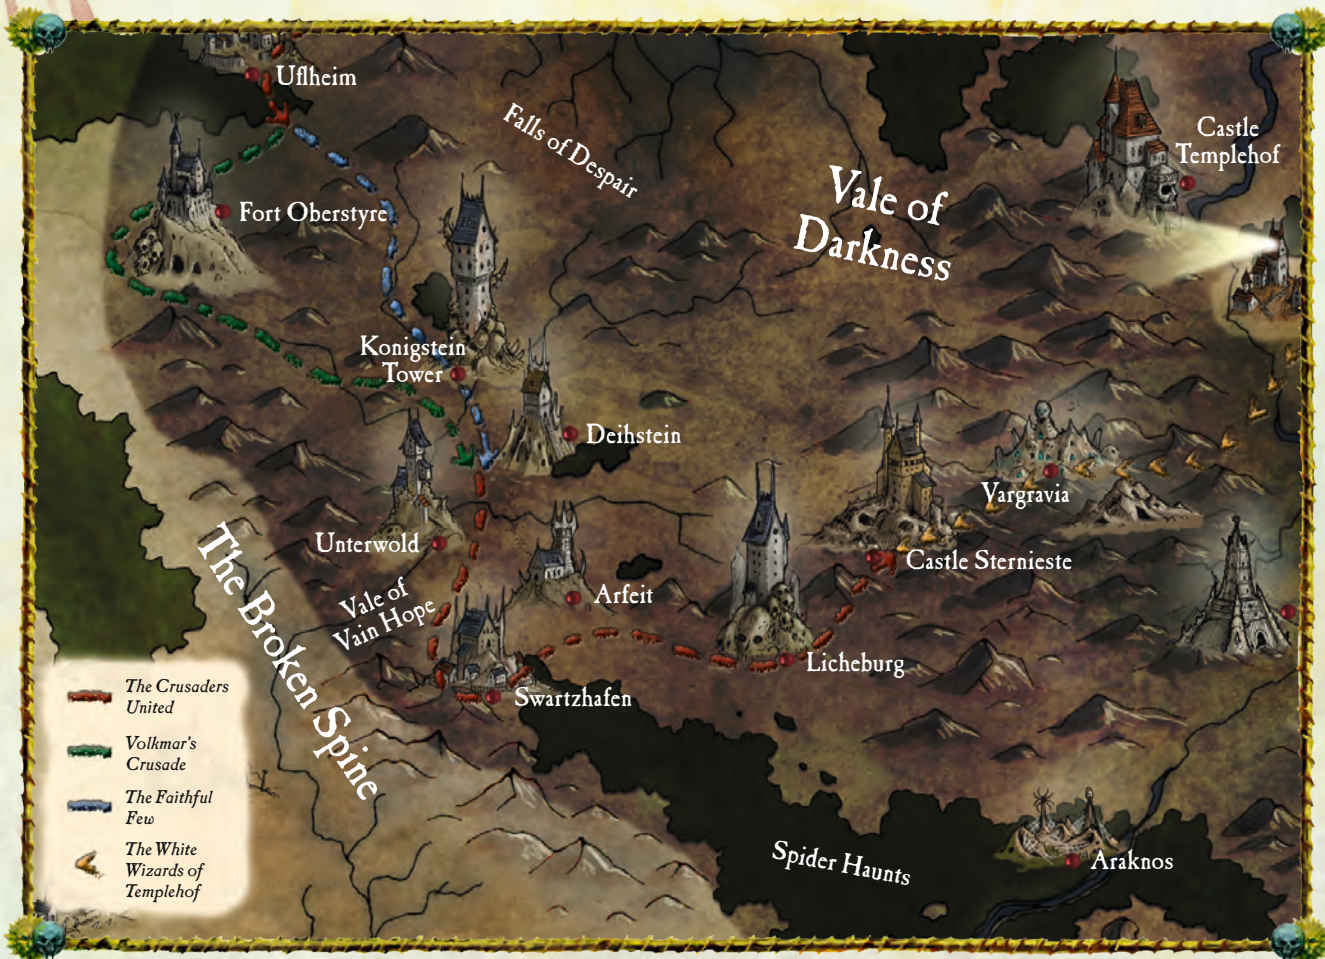 Uflheim
Falls of Despair
Castle
Templehof
Vale of
Darkness
Fort Oberstyre
Konigstein
Tower
Deihstein
Vargravia
Unterwold
Castle Sternieste
Arfeit
Vale of
Vain Hope
The Broken Spine
Licheburg
Swartzhafen
Spider Haunts
Araknos
The Crusaders
United
Volkmar's
Crusade
The Faithful
Few
The White
Wizards of
Templehof